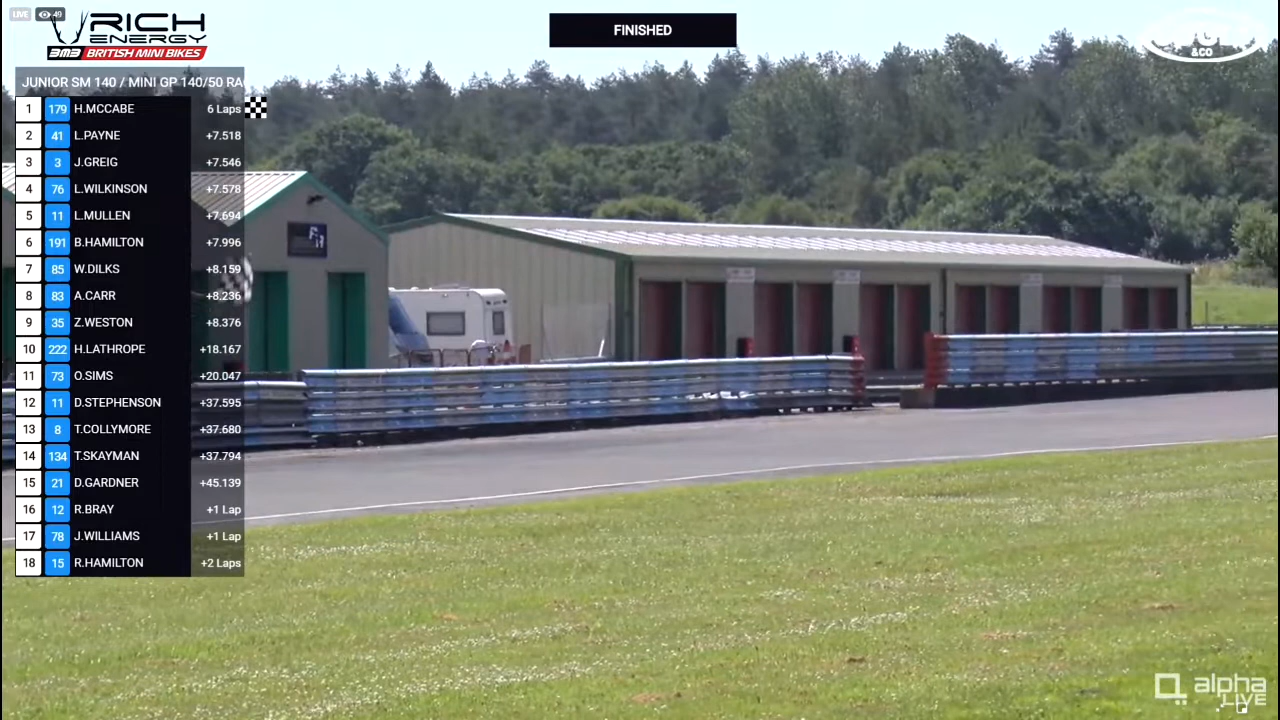 LIVE 49
RICH
ENERGY
BMB BRITISH MINI BIKES
FINISHED
&CO
JUNIOR SM 140 / MINI GP 140/50 RA
1 179 H.MCCABE 6 Laps
2 41 L.PAYNE +7.518
3 3 J.GREIG +7.546
4 76 L.WILKINSON +7.578
5 11 L.MULLEN +7.694
6 191 B.HAMILTON +7.996
7 85 W.DILKS +8.159
8 83 A.CARR +8.236
9 35 Z.WESTON +8.376
10 222 H.LATHROPE +18.167
11 73 O.SIMS +20.047
12 11 D.STEPHENSON +37.595
13 8 T.COLLYMORE +37.680
14 134 T.SKAYMAN +37.794
15 21 D.GARDNER +45.139
16 12 R.BRAY +1 Lap
17 78 J.WILLIAMS +1 Lap
18 15 R.HAMILTON +2 Laps
alpha
LIVE